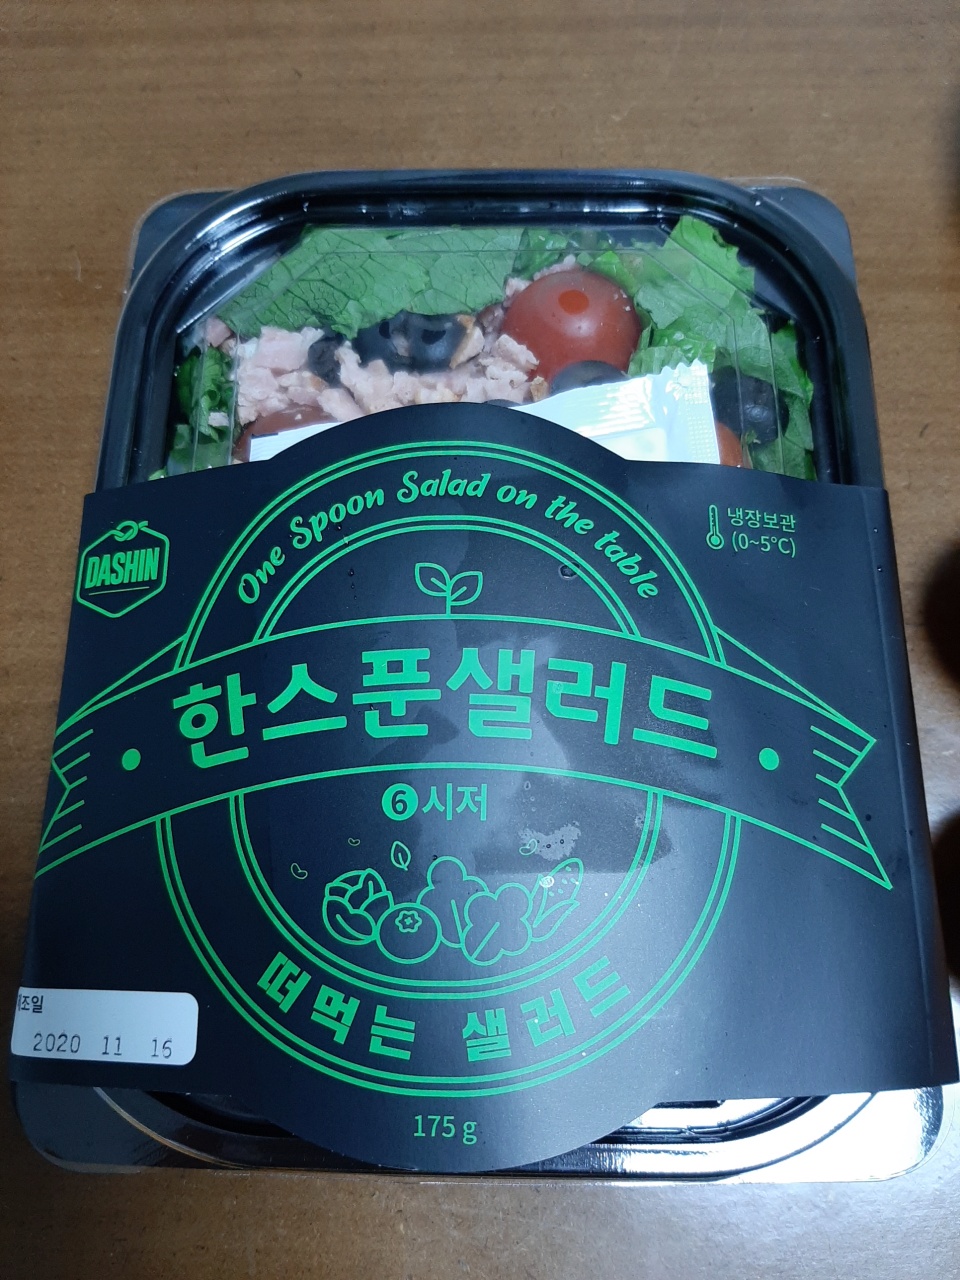 One Spoon Salad on the table
DASHIN
냉장보관
(0~5°C)
한스푼샐러드
6 시저
떠먹는 샐러드
제조일
2020 11 16
175 g